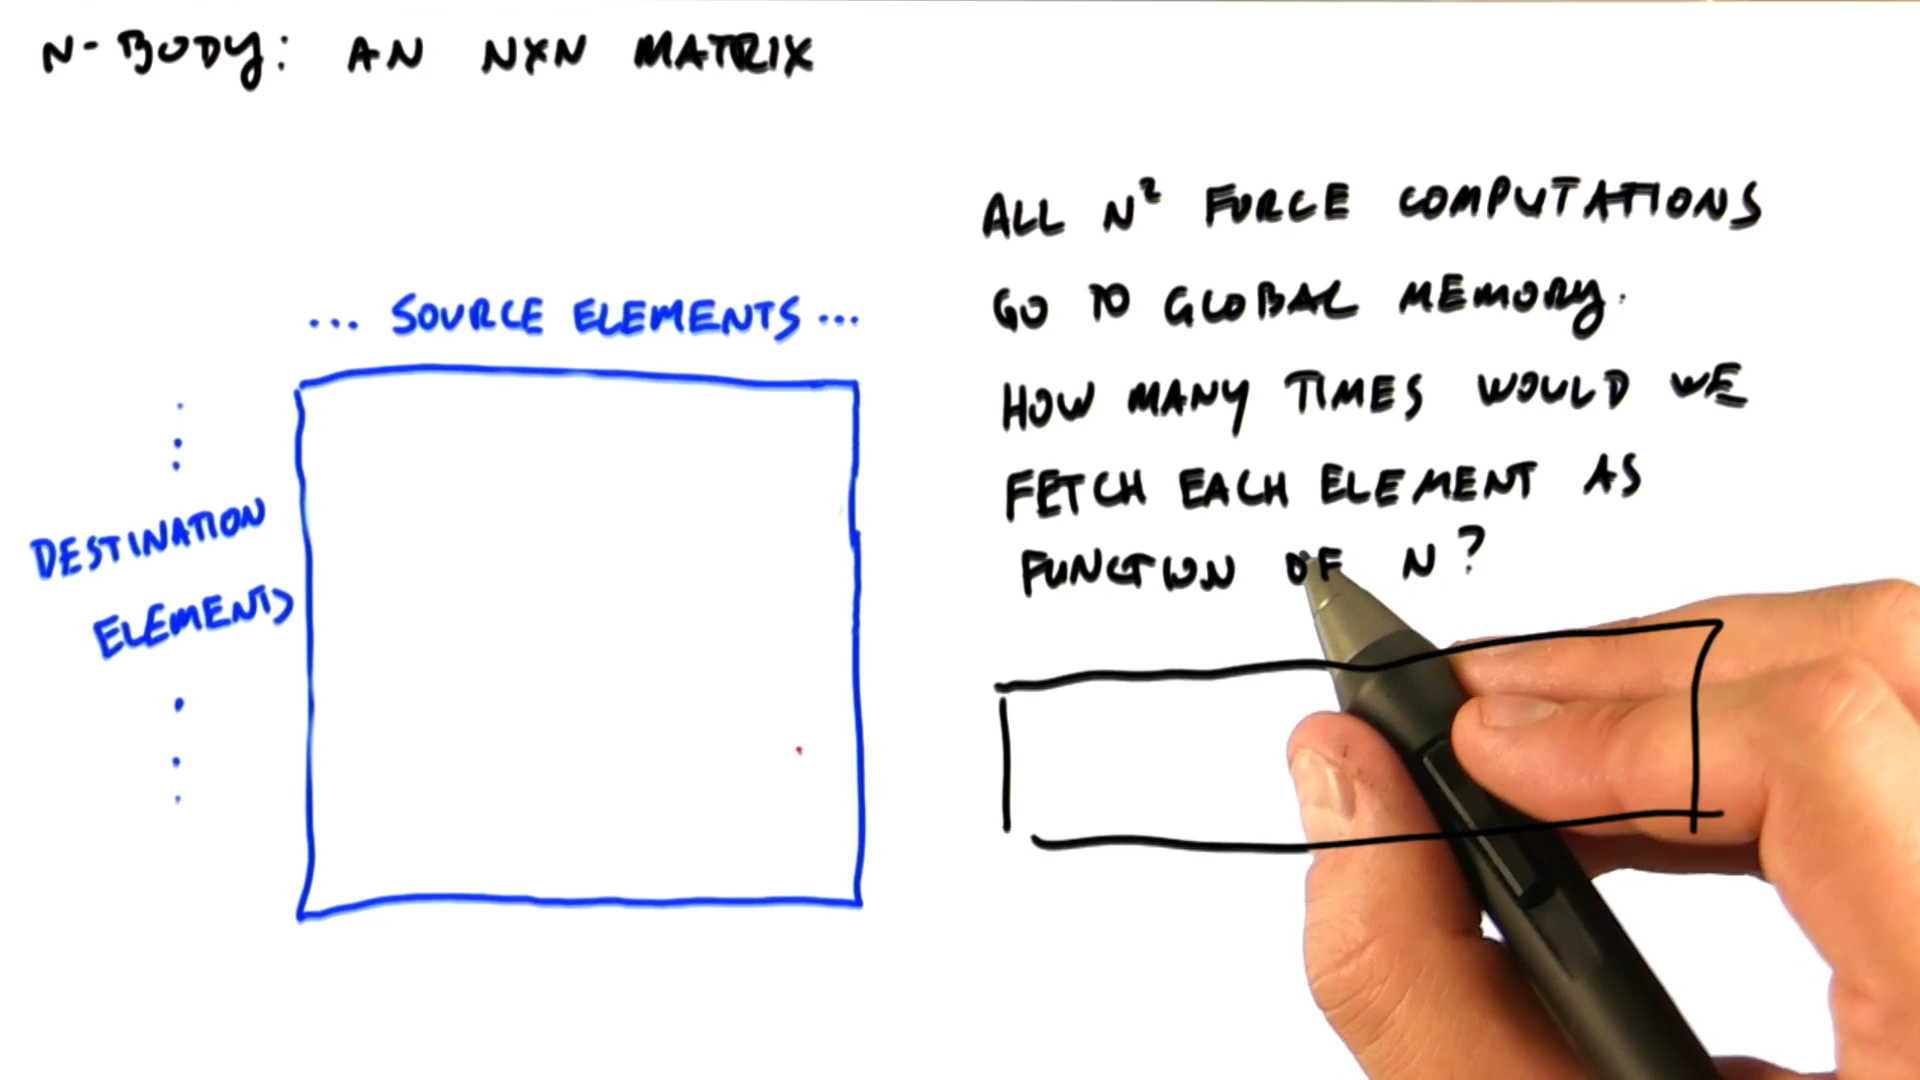 N-BODY: AN NXN MATRIX
ALL N² FORCE COMPUTATIONS
GO TO GLOBAL MEMORY.
HOW MANY TIMES WOULD WE
FETCH EACH ELEMENT AS
FUNCTION OF N?
... SOURCE ELEMENTS ...
DESTINATION
ELEMENTS